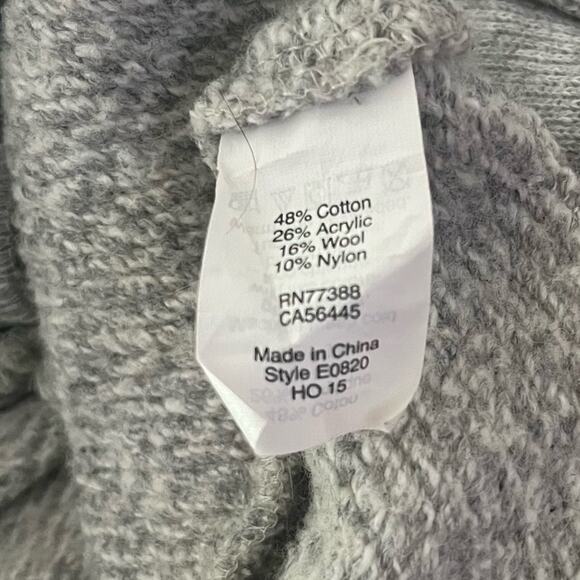 48% Cotton
26% Acrylic
16% Wool
10% Nylon
RN77388
CA56445
Made in China
Style E0820
HO 15